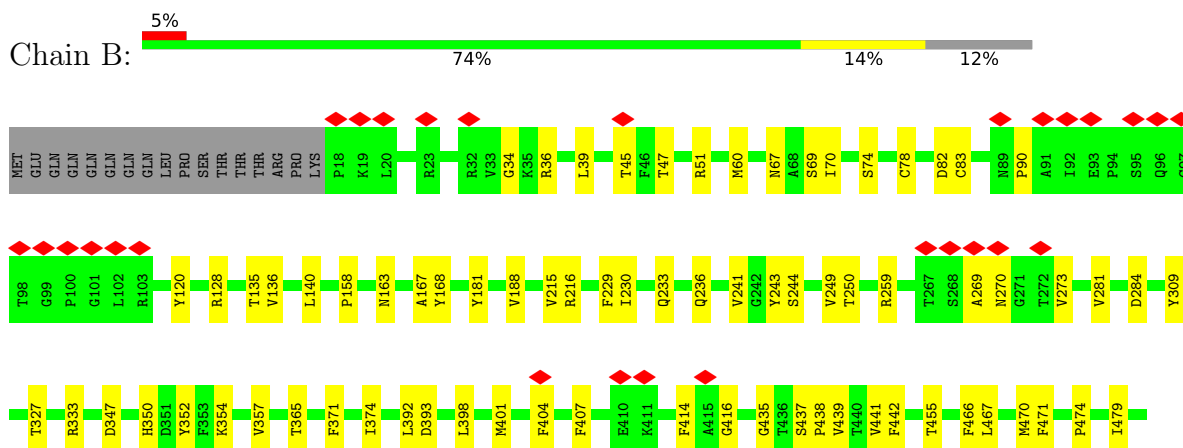 5%
Chain B:
74% 14% 12%
MET GLU GLN GLN GLN GLN GLN GLN LEU PRO SER THR THR THR ARG PRO LYS P18 K19 L20 R23 R32 V33 G34 K35 R36 L39 T45 F46 T47 R51 M60 N67 A68 S69 I70 S74 C78 D82 C83 N89 P90 A91 I92 E93 P94 S95 Q96
T98 G99 P100 G101 L102 R103 Y120 R128 T135 V136 L140 P158 N163 A167 Y168 Y181 V188 V215 R216 F229 I230 Q233 Q236 V241 G242 Y243 S244 V249 T250 R259 T267 S268 A269 N270 G271 T272 V273 V281 D284 Y309
T327 R333 D347 H350 D351 Y352 F353 K354 V357 T365 F371 I374 L392 D393 L398 M401 F404 F407 E410 K411 F414 A415 G416 G435 T436 S437 P438 V439 T440 V441 F442 T455 F466 L467 M470 F471 P474 I479